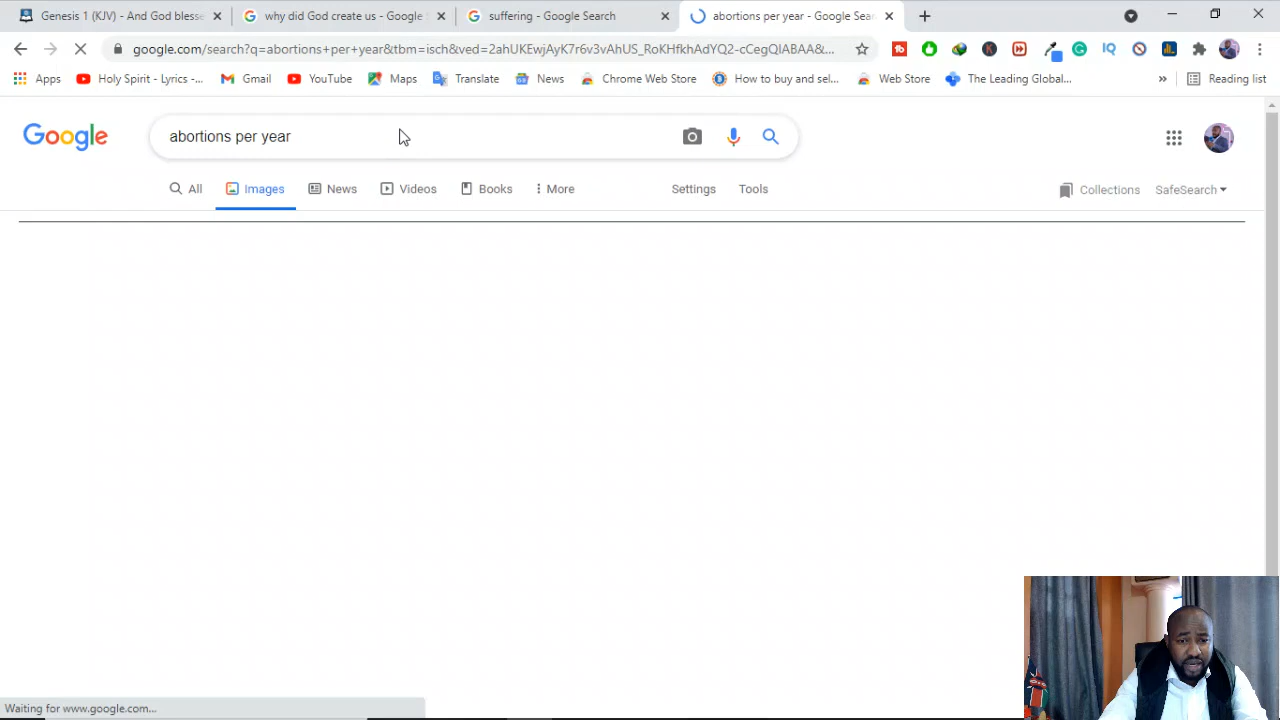 Genesis 1 (KJV) - And God blesse
why did God create us - Google S
suffering - Google Search
abortions per year - Google Sear
google.com/search?q=abortions+per+year&tbm=isch&ved=2ahUKEwjAyK7r6v3vAhUS_RoKHfkhAdYQ2-cCegQIABAA&...
Apps
Holy Spirit - Lyrics -...
Gmail
YouTube
Maps
Translate
News
Chrome Web Store
How to buy and sel...
Web Store
The Leading Global...
»
Reading list
Google
abortions per year
All
Images
News
Videos
Books
More
Settings
Tools
Collections
SafeSearch
Waiting for www.google.com...